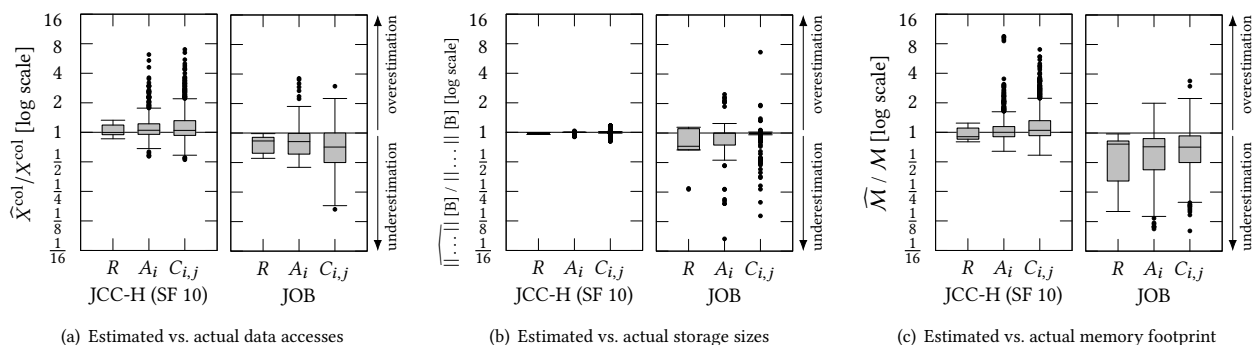 X̂^col/X^col [log scale]
16
8
4
2
1
1/2
1/4
1/8
1/16
R A_i C_{i,j}
JCC-H (SF 10)
R A_i C_{i,j}
JOB
overestimation
underestimation
(a) Estimated vs. actual data accesses
||...||^ [B] / ||...|| [B] [log scale]
16
8
4
2
1
1/2
1/4
1/8
1/16
R A_i C_{i,j}
JCC-H (SF 10)
R A_i C_{i,j}
JOB
overestimation
underestimation
(b) Estimated vs. actual storage sizes
M̂ / M [log scale]
16
8
4
2
1
1/2
1/4
1/8
1/16
R A_i C_{i,j}
JCC-H (SF 10)
R A_i C_{i,j}
JOB
overestimation
underestimation
(c) Estimated vs. actual memory footprint